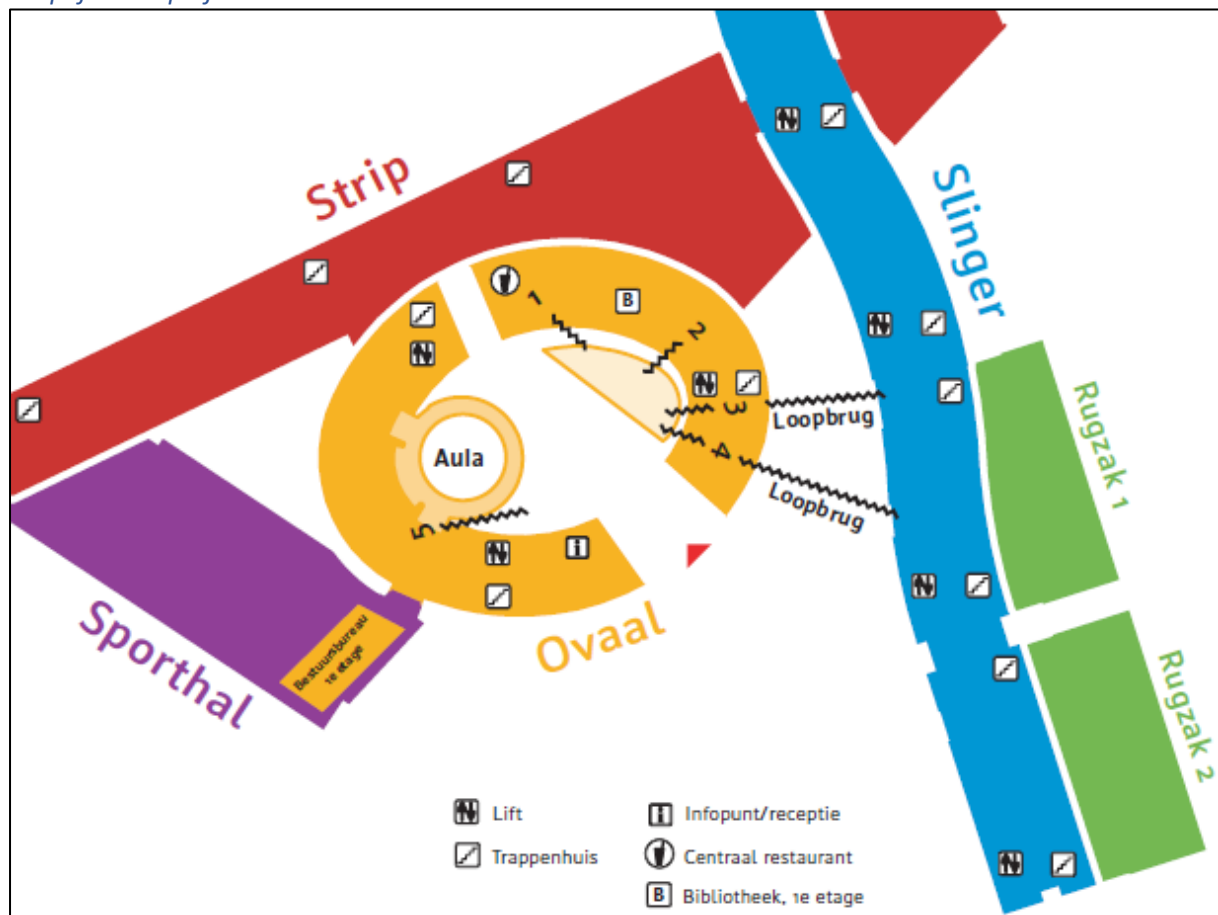 Strip
Slinger
1
B
2
3
Loopbrug
4
Loopbrug
Aula
5
i
Ovaal
Sporthal
Bestuursbureau
1e etage
Rugzak 1
Rugzak 2
Lift
i Infopunt/receptie
Trappenhuis
Centraal restaurant
B Bibliotheek, 1e etage